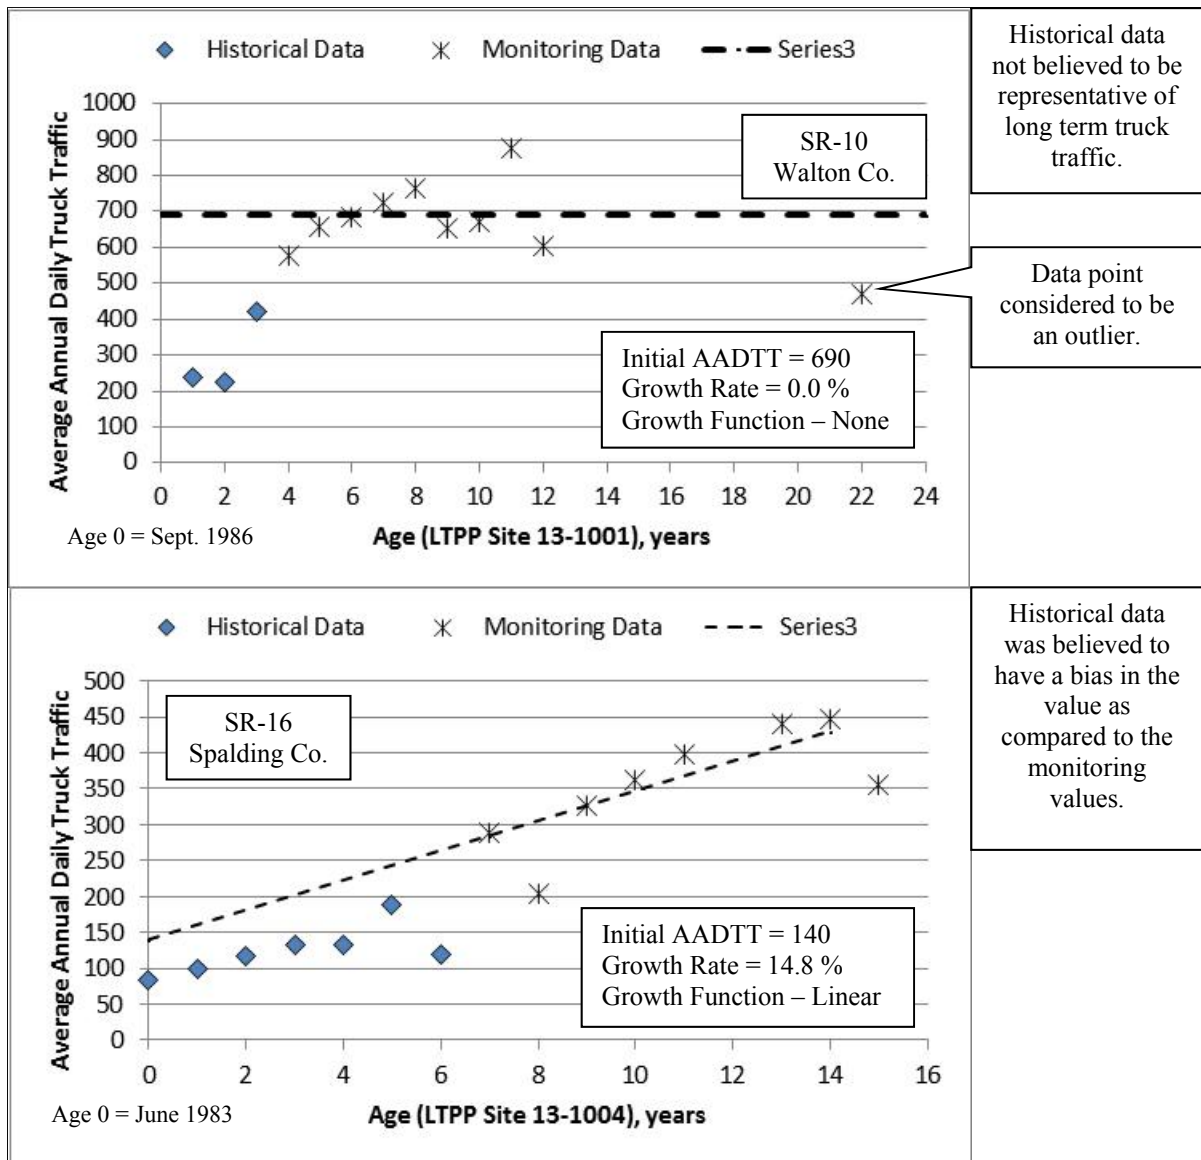 Historical Data Monitoring Data Series3
Average Annual Daily Truck Traffic
1000
900
800
700
600
500
400
300
200
100
0
SR-10
Walton Co.
Initial AADTT = 690
Growth Rate = 0.0 %
Growth Function – None
0 2 4 6 8 10 12 14 16 18 20 22 24
Age 0 = Sept. 1986
Age (LTPP Site 13-1001), years
Historical data
not believed to be
representative of
long term truck
traffic.
Data point
considered to be
an outlier.
Historical Data Monitoring Data Series3
Average Annual Daily Truck Traffic
500
450
400
350
300
250
200
150
100
50
0
SR-16
Spalding Co.
Initial AADTT = 140
Growth Rate = 14.8 %
Growth Function – Linear
0 2 4 6 8 10 12 14 16
Age 0 = June 1983
Age (LTPP Site 13-1004), years
Historical data
was believed to
have a bias in the
value as
compared to the
monitoring
values.